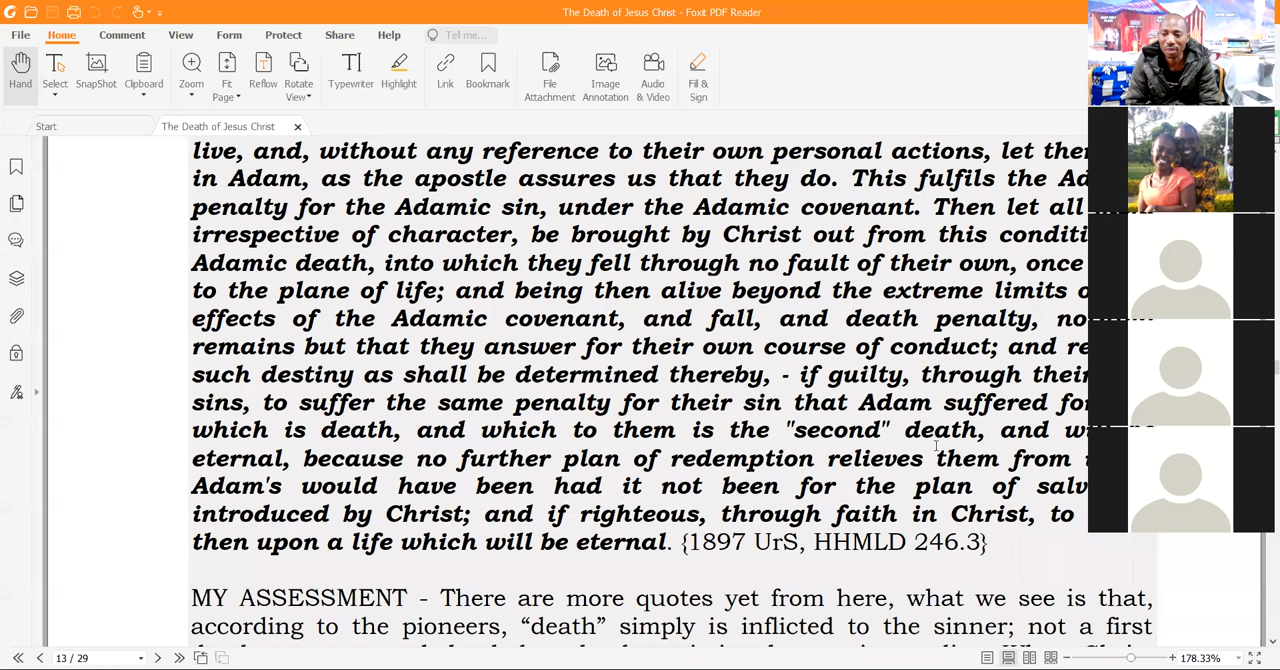 The Death of Jesus Christ - Foxit PDF Reader
File Home Comment View Form Protect Share Help Tell me...
Hand Select SnapShot Clipboard Zoom Fit Page Reflow Rotate View Typewriter Highlight Link Bookmark File Attachment Image Annotation Audio & Video Fill & Sign
Start The Death of Jesus Christ
live, and, without any reference to their own personal actions, let
in Adam, as the apostle assures us that they do. This fulfils the
penalty for the Adamic sin, under the Adamic covenant. Then let all
irrespective of character, be brought by Christ out from this
Adamic death, into which they fell through no fault of their own, once
to the plane of life; and being then alive beyond the extreme limits
effects of the Adamic covenant, and fall, and death penalty,
remains but that they answer for their own course of conduct; and
such destiny as shall be determined thereby, - if guilty, through
sins, to suffer the same penalty for their sin that Adam suffered
which is death, and which to them is the "second" death, and
eternal, because no further plan of redemption relieves them from
Adam's would have been had it not been for the plan of
introduced by Christ; and if righteous, through faith in Christ, to
then upon a life which will be eternal. {1897 UrS, HHMLD 246.3}
MY ASSESSMENT - There are more quotes yet from here, what we see is that,
according to the pioneers, “death” simply is inflicted to the sinner; not a first
13 / 29 178.33%